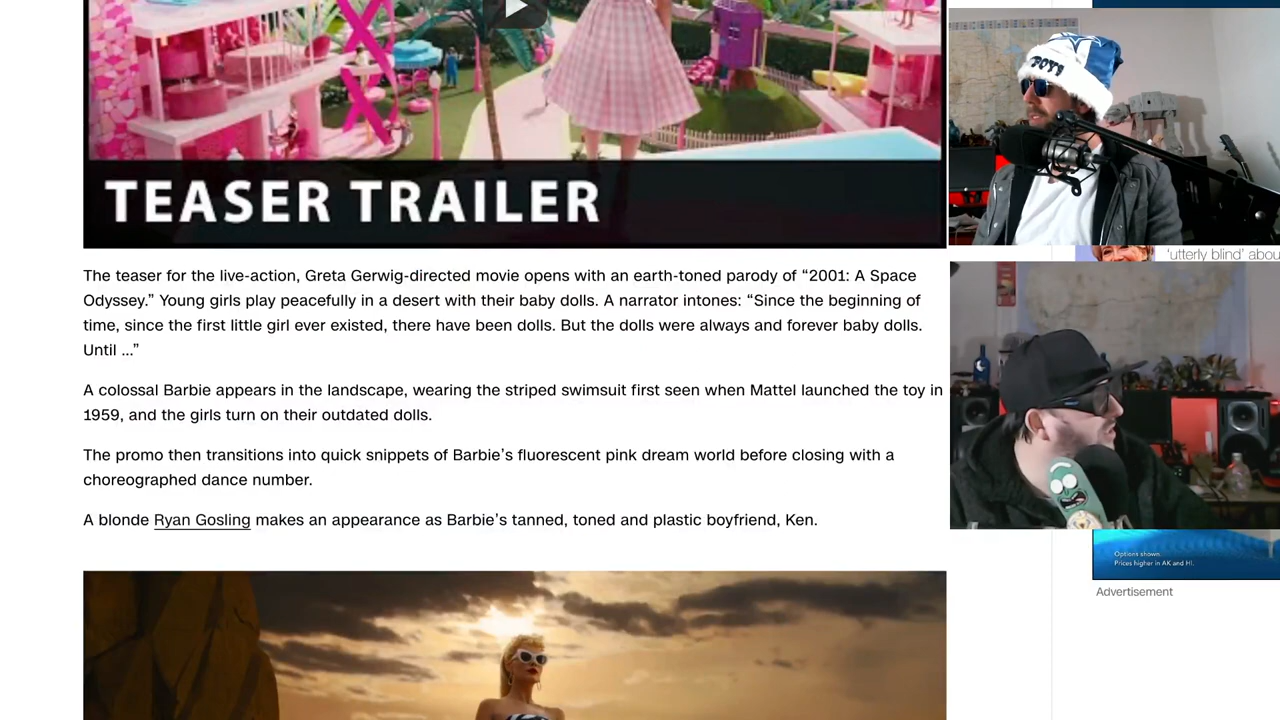 TEASER TRAILER
The teaser for the live-action, Greta Gerwig-directed movie opens with an earth-toned parody of “2001: A Space
Odyssey.” Young girls play peacefully in a desert with their baby dolls. A narrator intones: “Since the beginning of
time, since the first little girl ever existed, there have been dolls. But the dolls were always and forever baby dolls.
Until ...”
A colossal Barbie appears in the landscape, wearing the striped swimsuit first seen when Mattel launched the toy in
1959, and the girls turn on their outdated dolls.
The promo then transitions into quick snippets of Barbie’s fluorescent pink dream world before closing with a
choreographed dance number.
A blonde Ryan Gosling makes an appearance as Barbie’s tanned, toned and plastic boyfriend, Ken.
‘utterly blind’ abou
Options shown.
Prices higher in AK and HI.
Advertisement